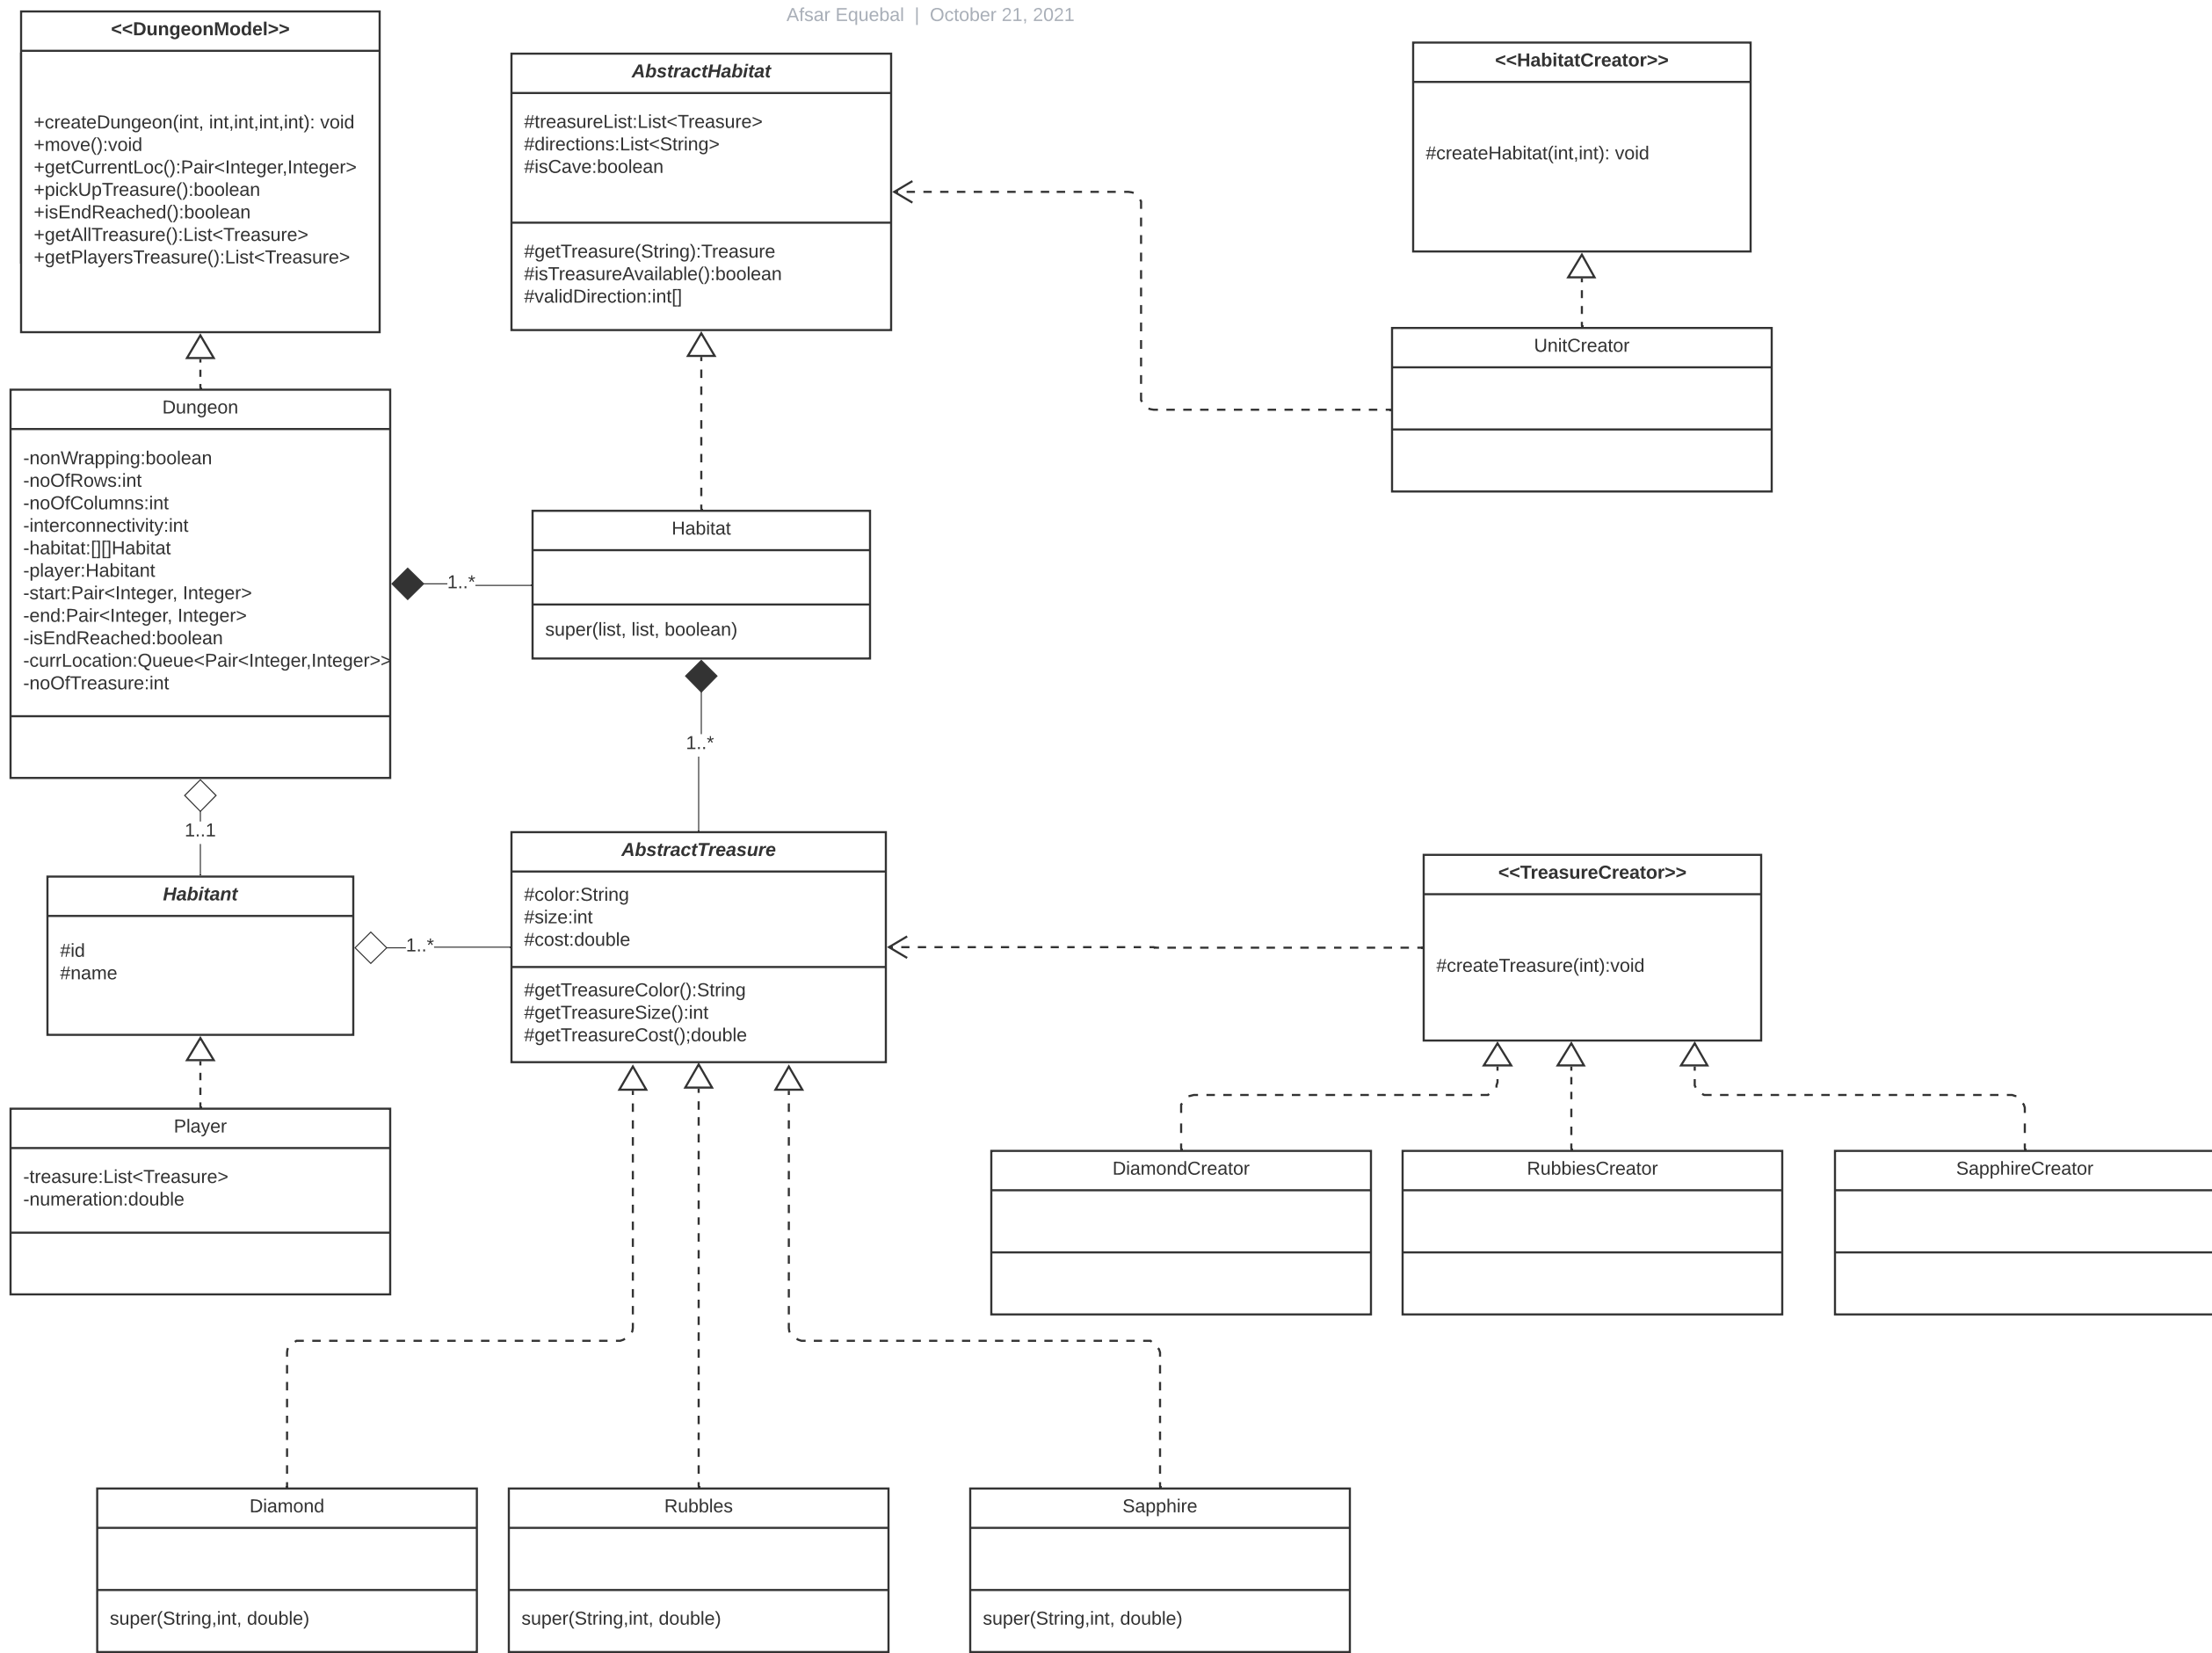 Afsar Equebal | October 21, 2021
<<DungeonModel>>
+createDungeon(int, int,int,int,int): void
+move():void
+getCurrentLoc():Pair<Integer,Integer>
+pickUpTreasure():boolean
+isEndReached():boolean
+getAllTreasure():List<Treasure>
+getPlayersTreasure():List<Treasure>
AbstractHabitat
#treasureList:List<Treasure>
#directions:List<String>
#isCave:boolean
#getTreasure(String):Treasure
#isTreasureAvailable():boolean
#validDirection:int[]
<<HabitatCreator>>
#createHabitat(int,int): void
UnitCreator
Dungeon
-nonWrapping:boolean
-noOfRows:int
-noOfColumns:int
-interconnectivity:int
-habitat:[][]Habitat
-player:Habitant
-start:Pair<Integer, Integer>
-end:Pair<Integer, Integer>
-isEndReached:boolean
-currLocation:Queue<Pair<Integer,Integer>>
-noOfTreasure:int
1..*
Habitat
super(list, list, boolean)
1..*
1..1
Habitant
#id
#name
1..*
AbstractTreasure
#color:String
#size:int
#cost:double
#getTreasureColor():String
#getTreasureSize():int
#getTreasureCost();double
<<TreasureCreator>>
#createTreasure(int):void
Player
-treasure:List<Treasure>
-numeration:double
DiamondCreator
RubbiesCreator
SapphireCreator
Diamond
super(String,int, double)
Rubbles
super(String,int, double)
Sapphire
super(String,int, double)